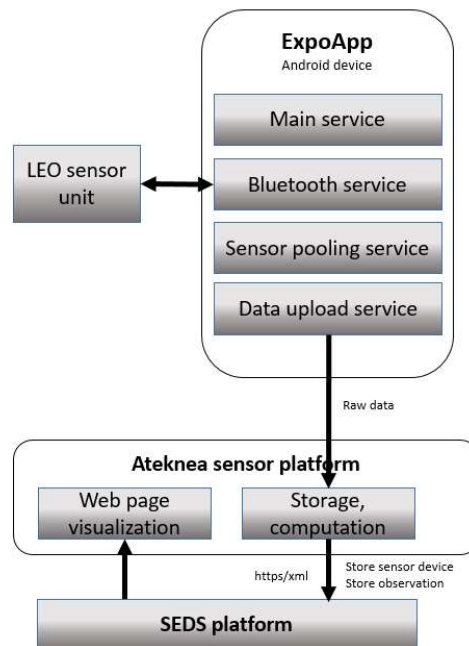 ExpoApp
Android device
Main service
LEO sensor
unit
Bluetooth service
Sensor pooling service
Data upload service
Raw data
Ateknea sensor platform
Web page
visualization
Storage,
computation
https/xml
Store sensor device
Store observation
SEDS platform